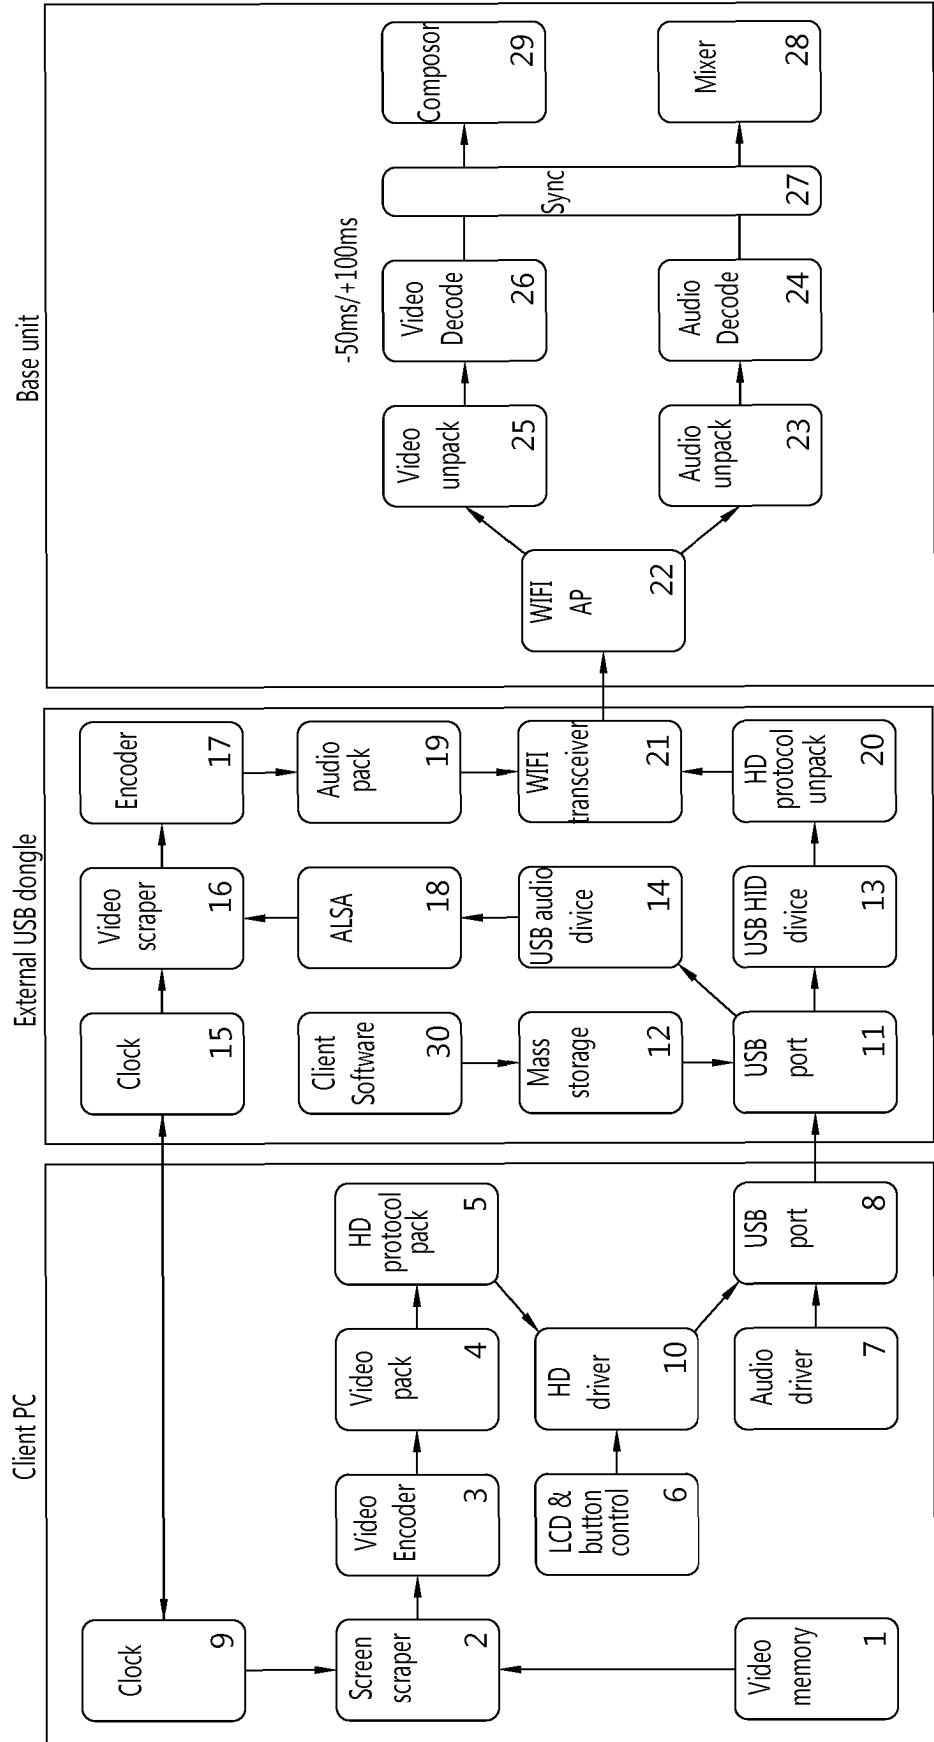 Client PC
Clock
9
Screen
scraper
2
Video
Encoder
3
Video
pack
4
HD
protocol
pack
5
LCD &
button
control
6
HD
driver
10
Video
memory
1
Audio
driver
7
USB
port
8
External USB dongle
Clock
15
Video
scraper
16
Encoder
17
Client
Software
30
ALSA
18
Audio
pack
19
Mass
storage
12
USB audio
divice
14
WIFI
transceiver
21
USB
port
11
USB HID
divice
13
HD
protocol
unpack
20
Base unit
-50ms/+100ms
WIFI
AP
22
Video
unpack
25
Video
Decode
26
Audio
unpack
23
Audio
Decode
24
Sync
27
Composor
29
Mixer
28